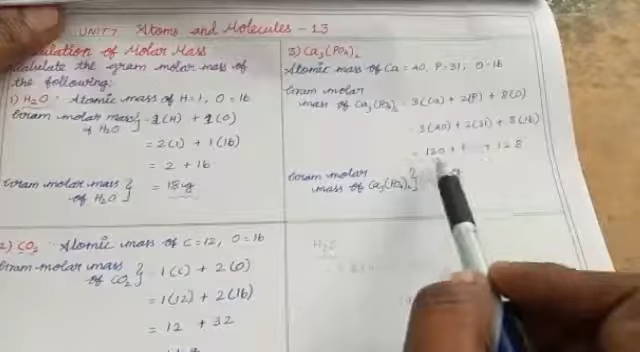 UNIT 7 Atoms and Molecules - 13
Calculation of Molar Mass
Calculate the gram molar mass of
the following:
1) H₂O Atomic mass of H=1, O=16
Gram molar mass } = 2(H) + 1(O)
of H₂O
= 2(1) + 1(16)
= 2 + 16
Gram molar mass } = 18 g
of H₂O
2) CO₂ Atomic mass of C=12, O=16
Gram molar mass } = 1(C) + 2(O)
of CO₂
= 1(12) + 2(16)
= 12 + 32
3) Ca₃(PO₄)₂
Atomic mass of Ca=40, P=31, O=16
Gram molar
mass of Ca₃(PO₄)₂ = 3(Ca) + 2(P) + 8(O)
= 3(40) + 2(31) + 8(16)
= 120 + + 128
Gram molar
mass of Ca₃(PO₄)₂ } g